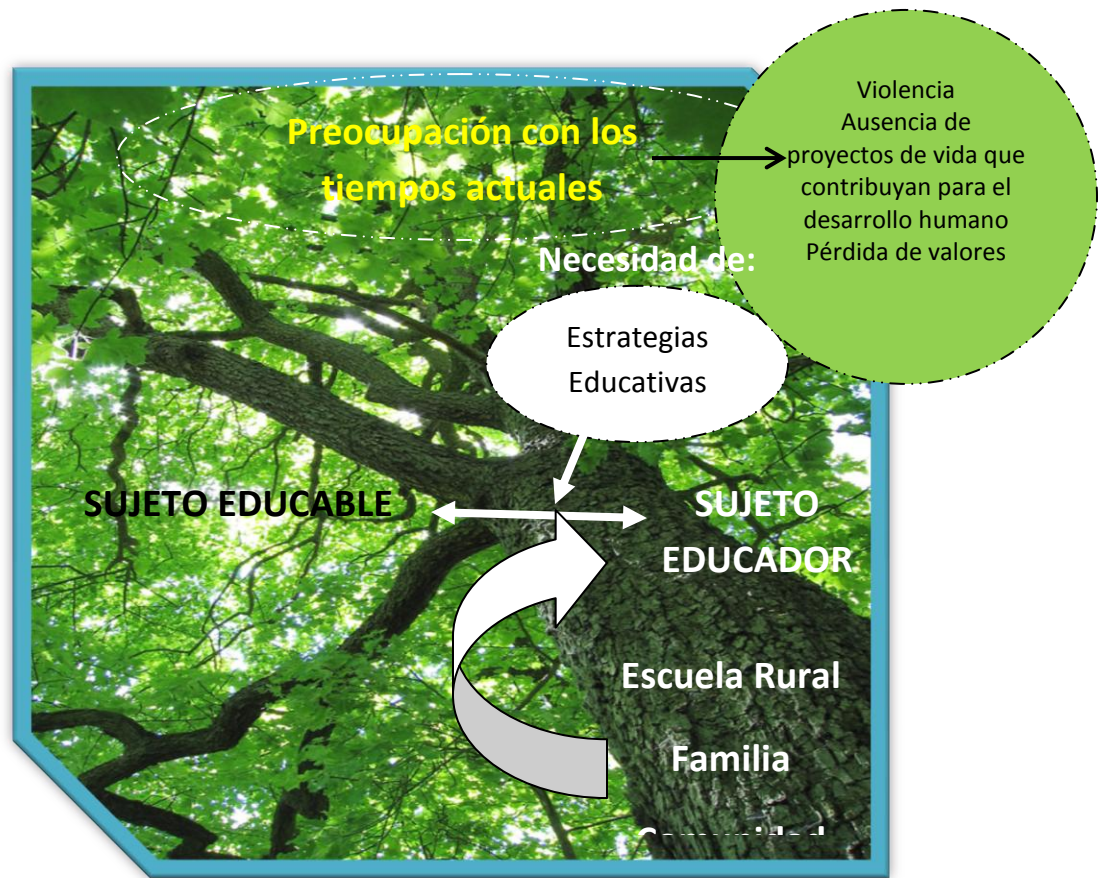 Preocupación con los
tiempos actuales
Violencia
Ausencia de
proyectos de vida que
contribuyan para el
desarrollo humano
Pérdida de valores
Necesidad de:
Estrategias
Educativas
SUJETO EDUCABLE
SUJETO
EDUCADOR
Escuela Rural
Familia
Comunidad